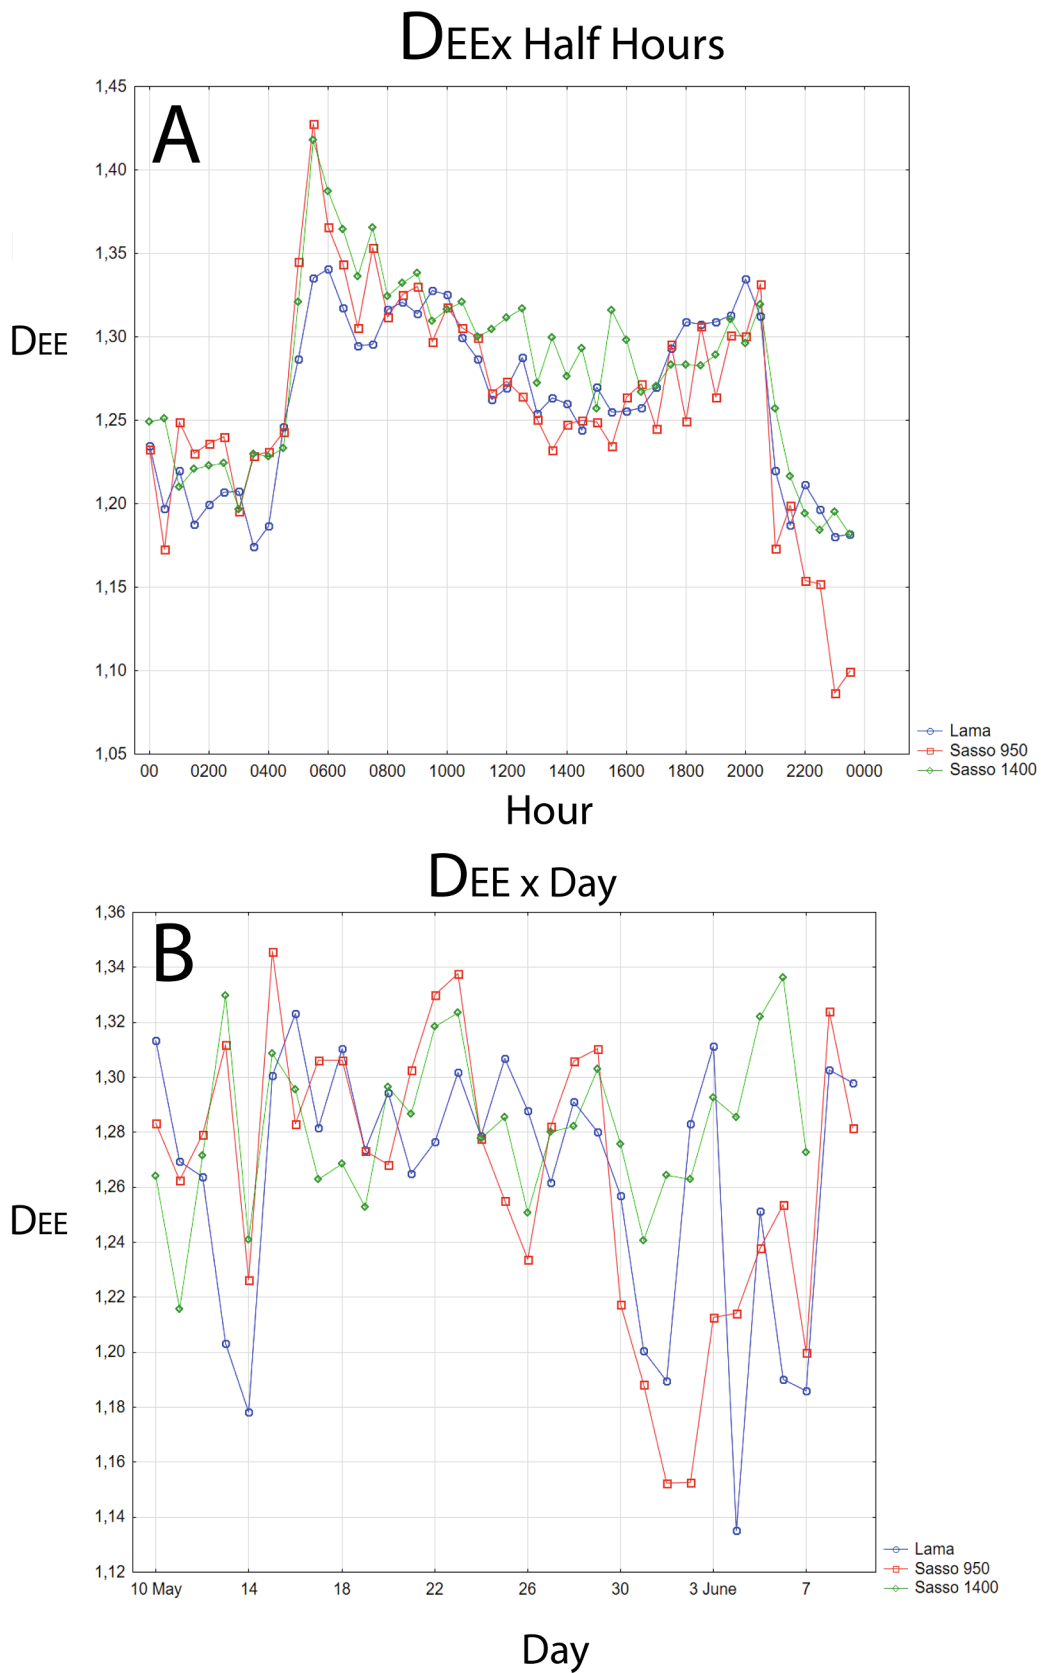 DEEx Half Hours
A
1,45
1,40
1,35
1,30
1,25
1,20
1,15
1,10
1,05
DEE
00 0200 0400 0600 0800 1000 1200 1400 1600 1800 2000 2200 0000
Hour
Lama
Sasso 950
Sasso 1400
DEE x Day
B
1,36
1,34
1,32
1,30
1,28
1,26
1,24
1,22
1,20
1,18
1,16
1,14
1,12
DEE
10 May 14 18 22 26 30 3 June 7
Day
Lama
Sasso 950
Sasso 1400